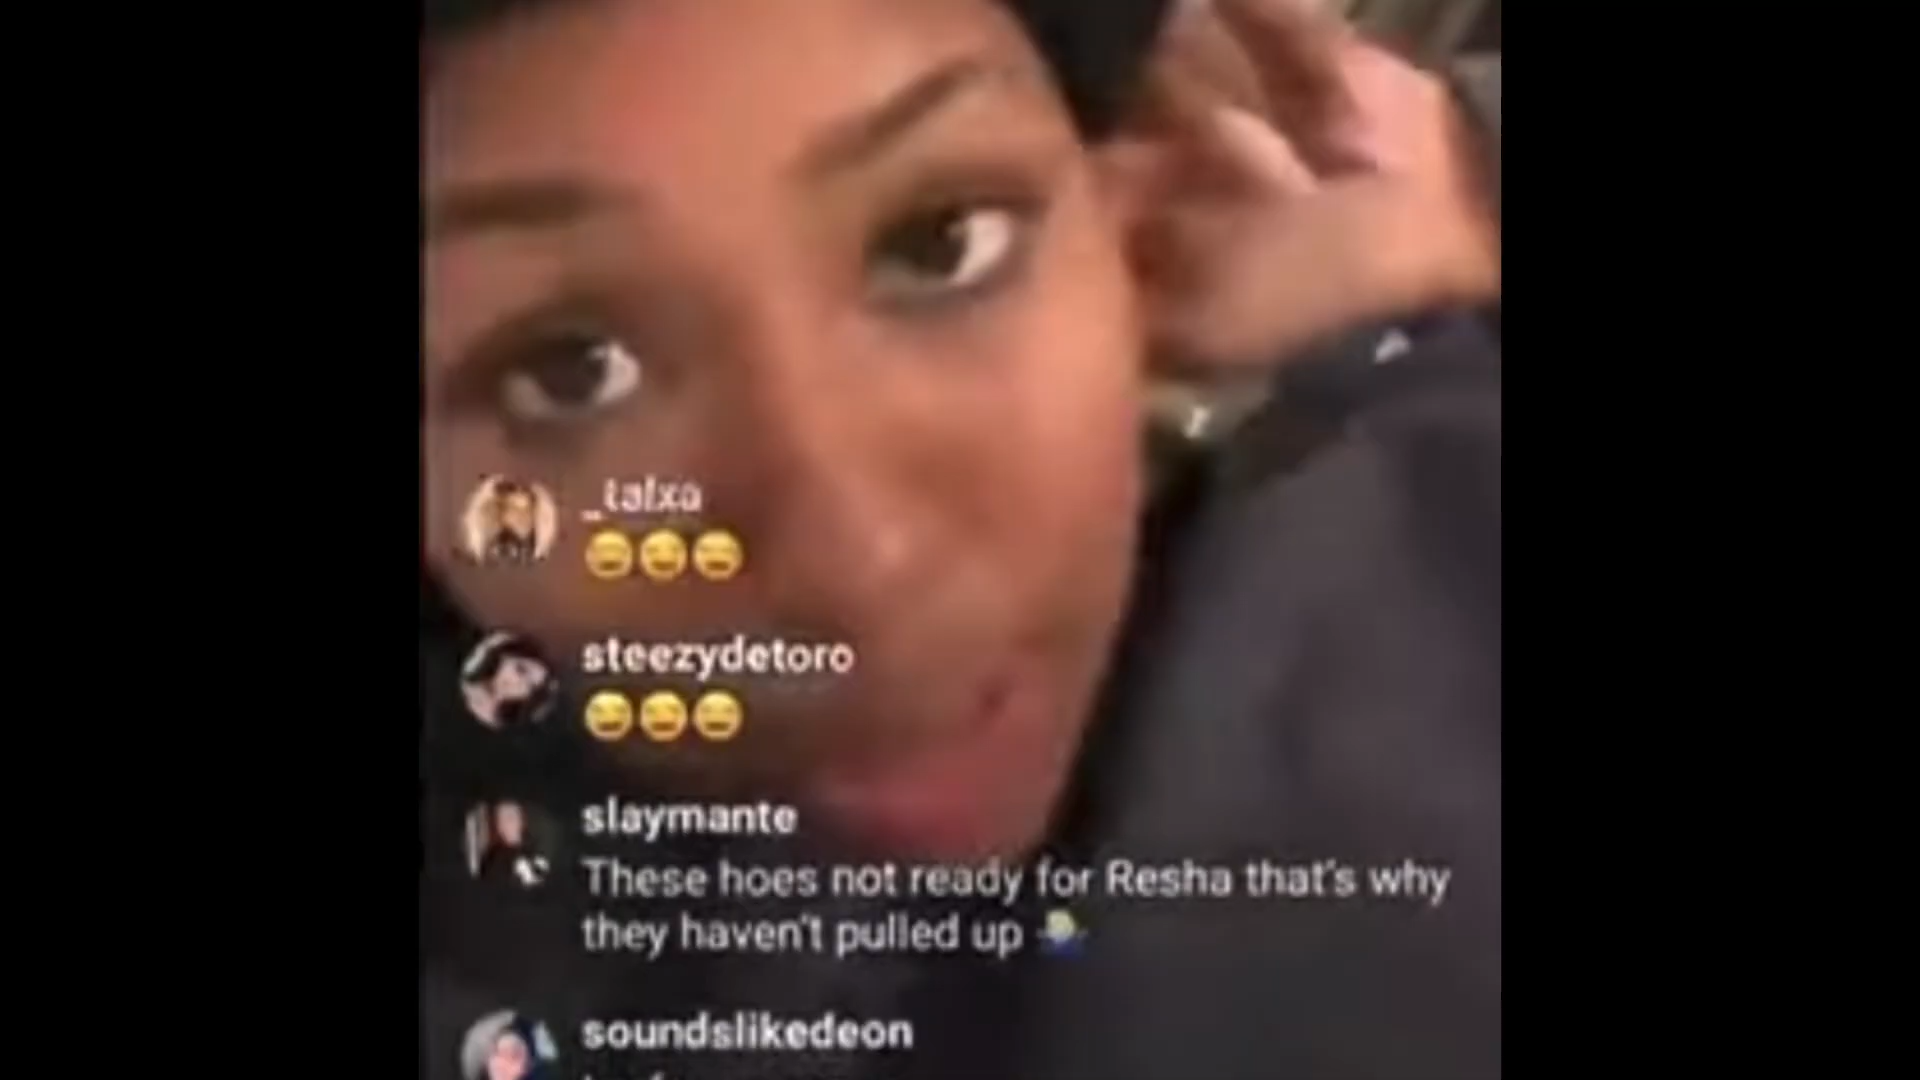 _talxa
😂😂😂
steezydetoro
😂😂😂
slaymante
These hoes not ready for Resha that's why
they haven't pulled up
soundslikedeon